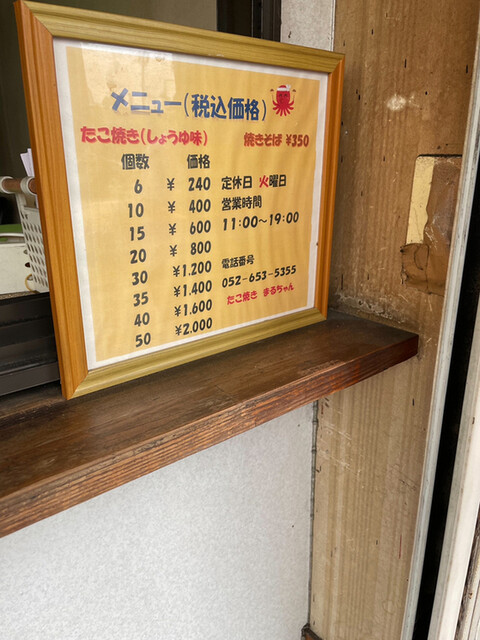 メニュー(税込価格)
たこ焼き(しょうゆ味) 焼きそば ¥350
個数 価格
6 ¥ 240 定休日 火曜日
10 ¥ 400 営業時間
15 ¥ 600 11:00～19:00
20 ¥ 800
30 ¥1.200 電話番号
35 ¥1.400 052-653-5355
40 ¥1.600 たこ焼き まるちゃん
50 ¥2.000